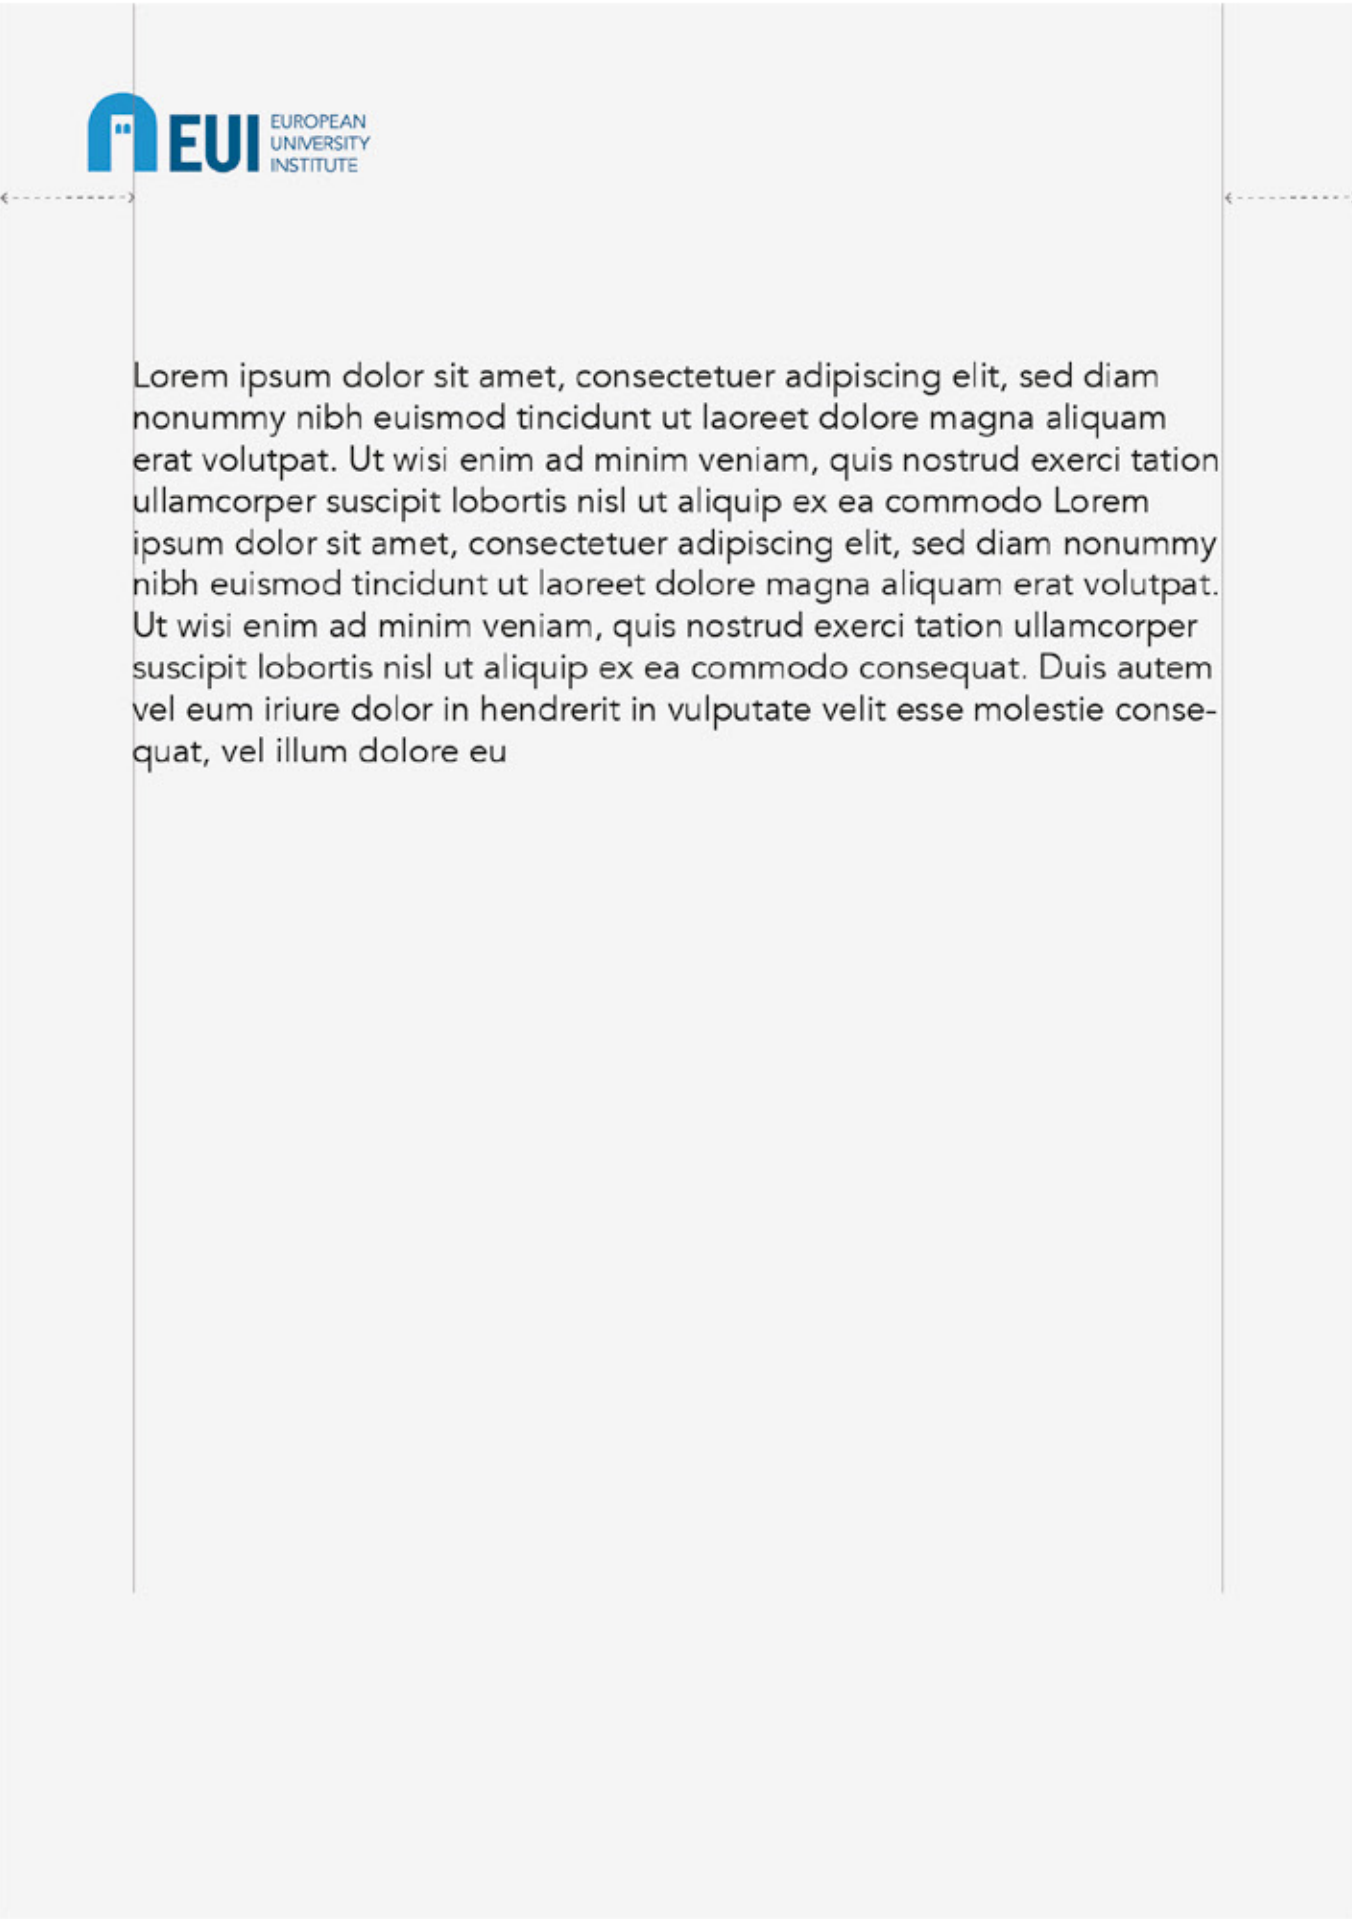 EUI
EUROPEAN
UNIVERSITY
INSTITUTE
Lorem ipsum dolor sit amet, consectetuer adipiscing elit, sed diam
nonummy nibh euismod tincidunt ut laoreet dolore magna aliquam
erat volutpat. Ut wisi enim ad minim veniam, quis nostrud exerci tation
ullamcorper suscipit lobortis nisl ut aliquip ex ea commodo Lorem
ipsum dolor sit amet, consectetuer adipiscing elit, sed diam nonummy
nibh euismod tincidunt ut laoreet dolore magna aliquam erat volutpat.
Ut wisi enim ad minim veniam, quis nostrud exerci tation ullamcorper
suscipit lobortis nisl ut aliquip ex ea commodo consequat. Duis autem
vel eum iriure dolor in hendrerit in vulputate velit esse molestie conse-
quat, vel illum dolore eu